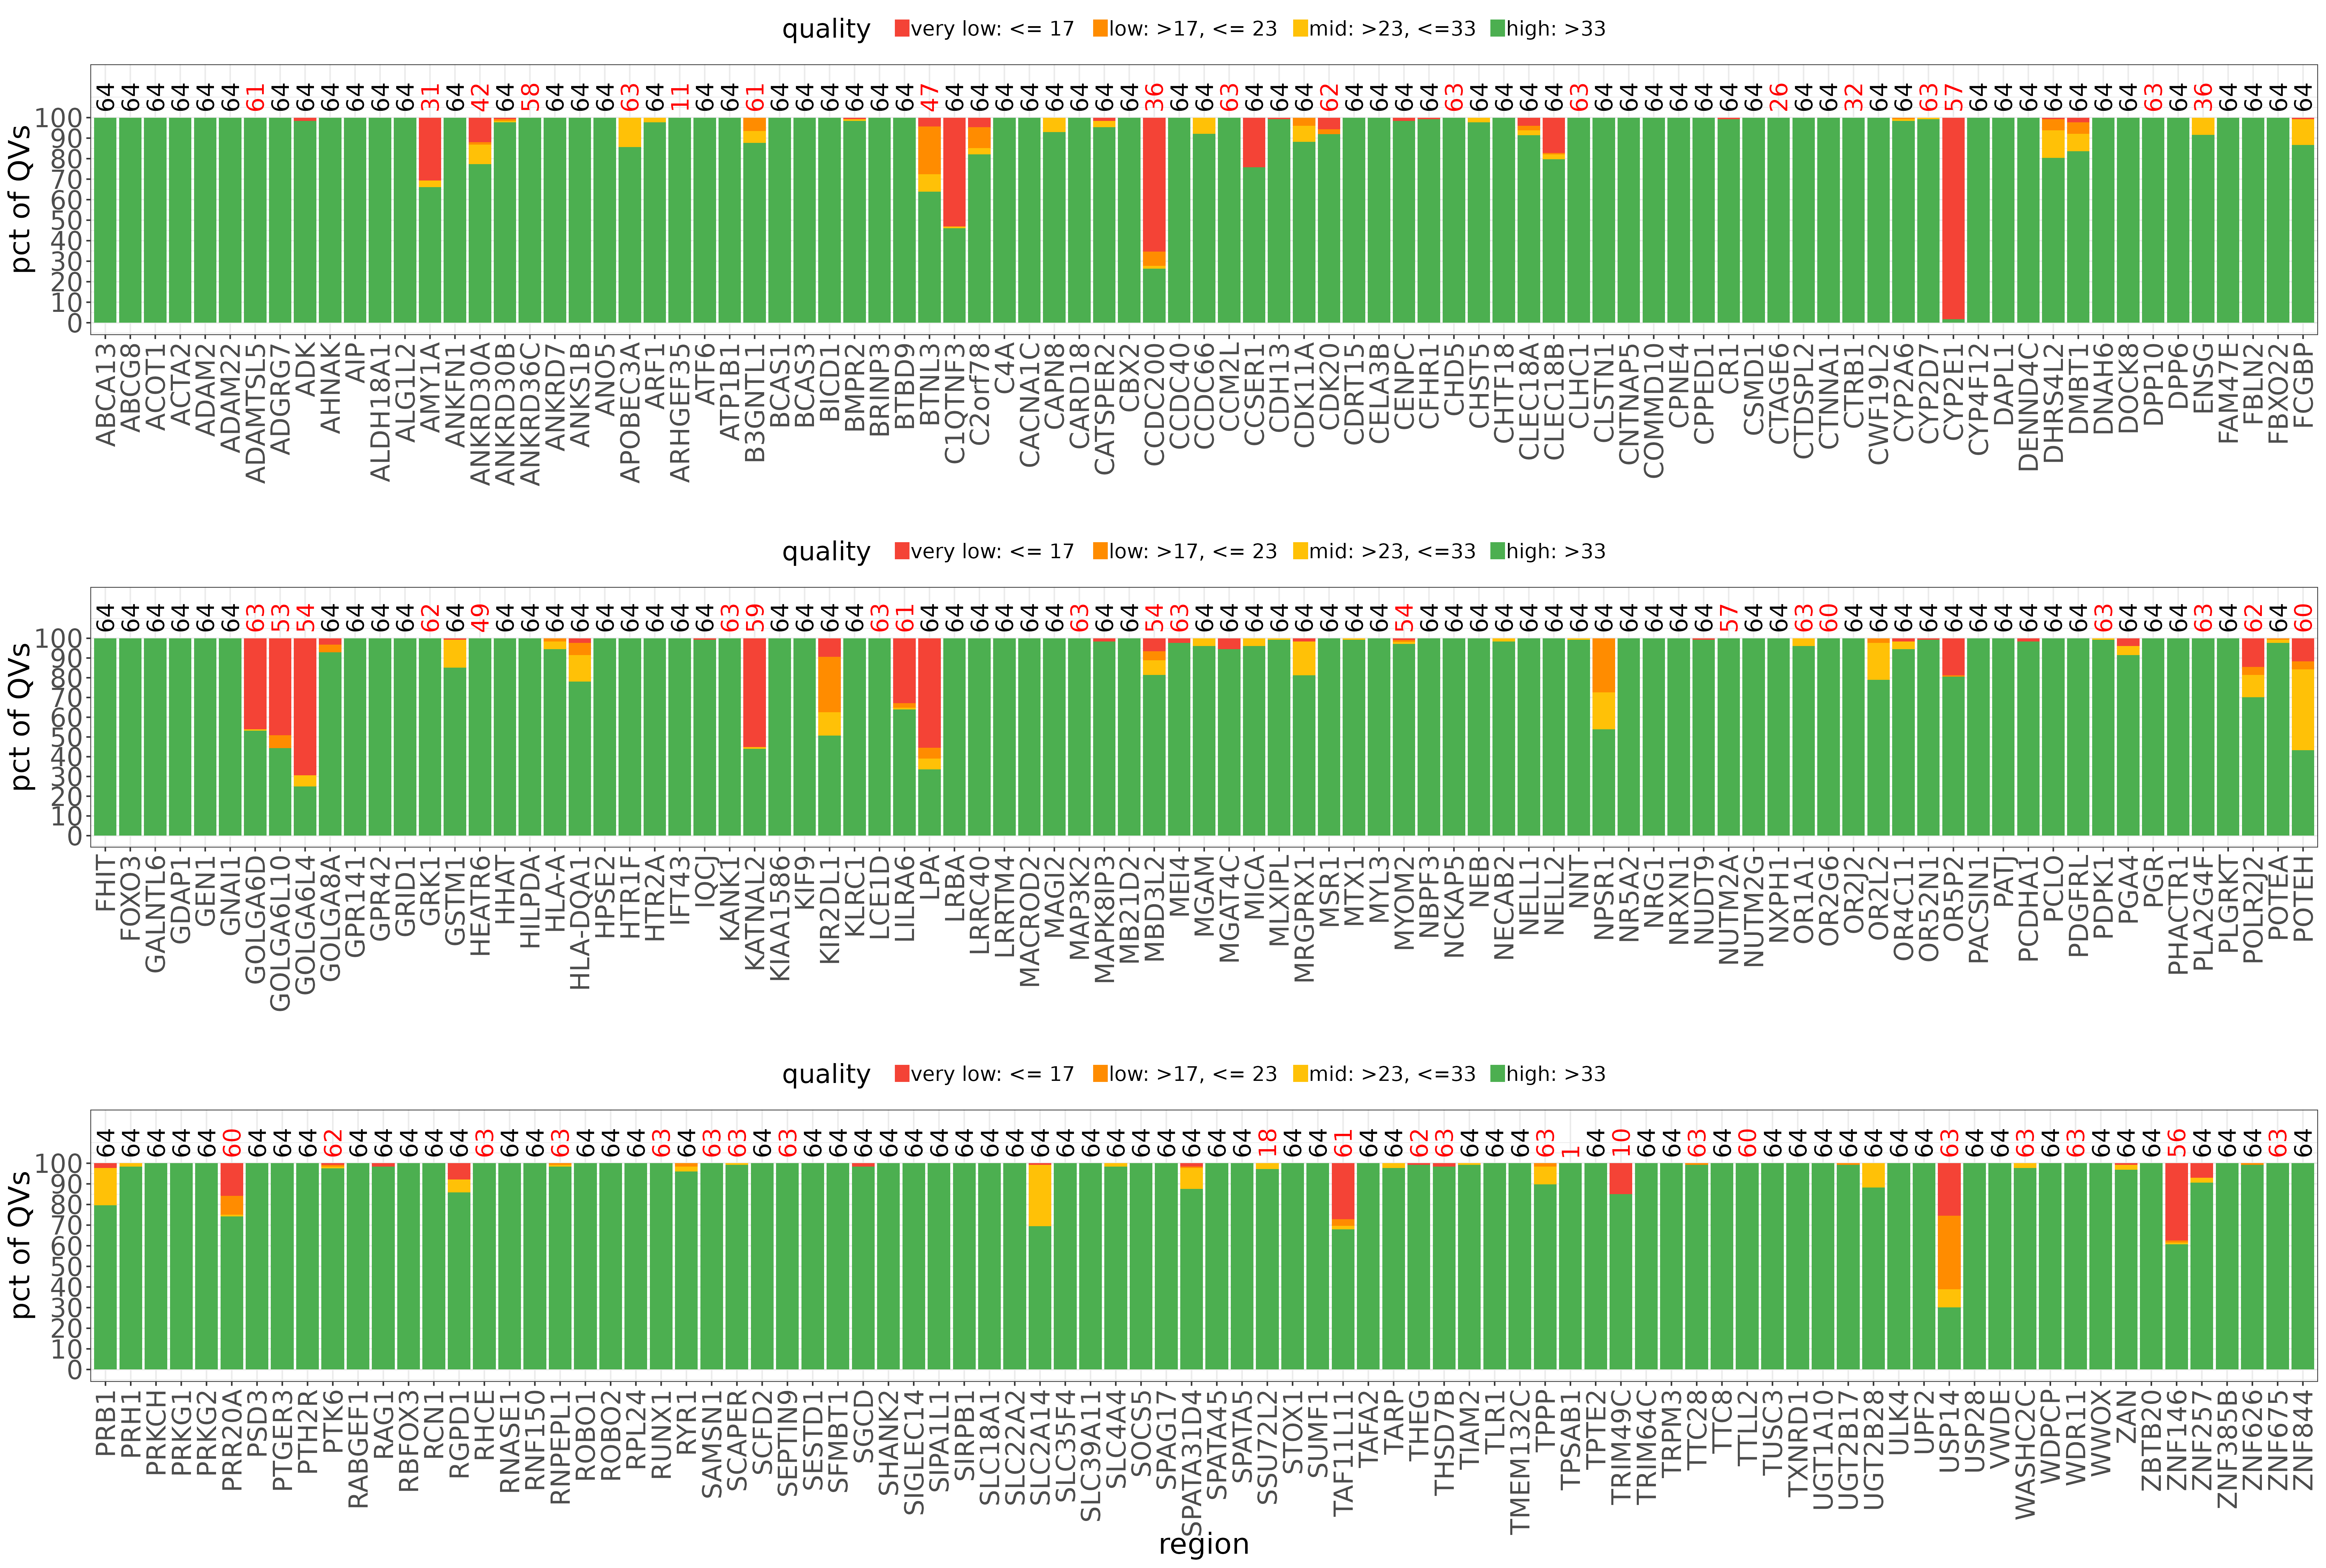 quality very low: <= 17 low: >17, <= 23 mid: >23, <=33 high: >33
64 64 64 64 64 64 61 64 64 64 64 64 64 31 64 42 64 58 64 64 64 63 64 11 64 64 61 64 64 64 64 64 64 47 64 64 64 64 64 64 64 64 36 64 64 63 64 64 64 62 64 64 64 64 63 64 64 64 64 63 64 64 64 64 64 64 64 26 64 64 32 64 64 63 57 64 64 64 64 64 64 64 63 64 36 64 64 64 64
pct of QVs
100
90
80
70
60
50
40
30
20
10
0
ABCA13 ABCG8 ACOT1 ACTA2 ADAM2 ADAM22 ADAMTSL5 ADGRG7 ADK AHNAK AIP ALDH18A1 ALG1L2 AMY1A ANKFN1 ANKRD30A ANKRD30B ANKRD36C ANKRD7 ANKS1B ANO5 APOBEC3A ARF1 ARHGEF35 ATF6 ATP1B1 B3GNTL1 BCAS1 BCAS3 BICD1 BMPR2 BRINP3 BTBD9 BTNL3 C1QTNF3 C2orf78 C4A CACNA1C CAPN8 CARD18 CATSPER2 CBX2 CCDC200 CCDC40 CCDC66 CCM2L CCSER1 CDH13 CDK11A CDK20 CDRT15 CELA3B CENPC CFHR1 CHD5 CHST5 CHTF18 CLEC18A CLEC18B CLHC1 CLSTN1 CNTNAP5 COMMD10 CPNE4 CPPED1 CR1 CSMD1 CTAGE6 CTDSPL2 CTNNA1 CTRB1 CWF19L2 CYP2A6 CYP2D7 CYP2E1 CYP4F12 DAPL1 DENND4C DHRS4L2 DMBT1 DNAH6 DOCK8 DPP10 DPP6 ENSG FAM47E FBLN2 FBXO22 FCGBP
quality very low: <= 17 low: >17, <= 23 mid: >23, <=33 high: >33
64 64 64 64 64 64 63 53 54 64 64 64 64 62 64 49 64 64 64 64 64 64 64 64 64 63 59 64 64 64 64 63 61 64 64 64 64 64 64 63 64 64 54 63 64 64 64 64 64 64 64 64 54 64 64 64 64 64 64 64 64 64 64 64 64 57 64 64 63 60 64 64 64 64 64 64 64 64 64 64 63 64 64 64 63 64 62 64 60
pct of QVs
100
90
80
70
60
50
40
30
20
10
0
FHIT FOXO3 GALNTL6 GDAP1 GEN1 GNAI1 GOLGA6D GOLGA6L10 GOLGA6L4 GOLGA8A GPR141 GPR42 GRID1 GRK1 GSTM1 HEATR6 HHAT HILPDA HLA-A HLA-DQA1 HPSE2 HTR1F HTR2A IFT43 IQCJ KANK1 KATNAL2 KIAA1586 KIF9 KIR2DL1 KLRC1 LCE1D LILRA6 LPA LRBA LRRC40 LRRTM4 MACROD2 MAGI2 MAP3K2 MAPK8IP3 MB21D2 MBD3L2 MEI4 MGAM MGAT4C MICA MLXIPL MRGPRX1 MSR1 MTX1 MYL3 MYOM2 NBPF3 NCKAP5 NEB NECAB2 NELL1 NELL2 NNT NPSR1 NR5A2 NRG1 NRXN1 NUDT9 NUTM2A NUTM2G NXPH1 OR1A1 OR2G6 OR2J2 OR2L2 OR4C11 OR52N1 OR5P2 PACSIN1 PATJ PCDHA1 PCLO PDGFRL PDPK1 PGA4 PGR PHACTR1 PLA2G4F PLGRKT POLR2J2 POTEA POTEH
quality very low: <= 17 low: >17, <= 23 mid: >23, <=33 high: >33
64 64 64 64 64 60 64 64 64 62 64 64 64 64 64 63 64 64 63 64 64 64 63 64 63 63 64 63 64 64 64 64 64 64 64 64 64 64 64 64 64 64 64 64 64 64 18 64 64 61 64 64 62 63 64 64 64 63 1 64 10 64 64 63 64 60 64 64 64 64 64 64 64 63 64 64 63 64 63 64 64 64 56 64 64 64 63 64
pct of QVs
100
90
80
70
60
50
40
30
20
10
0
PRB1 PRH1 PRKCH PRKG1 PRKG2 PRR20A PSD3 PTGER3 PTH2R PTK6 RABGEF1 RAG1 RBFOX3 RCN1 RGPD1 RHCE RNASE1 RNF150 RNPEPL1 ROBO1 ROBO2 RPL24 RUNX1 RYR1 SAMSN1 SCAPER SCFD2 SEPTIN9 SESTD1 SFMBT1 SGCD SHANK2 SIGLEC14 SIPA1L1 SIRPB1 SLC18A1 SLC22A2 SLC2A14 SLC35F4 SLC39A11 SLC4A4 SOCS5 SPAG17 SPATA31D4 SPATA45 SPATA5 SSU72L2 STOX1 SUMF1 TAF11L11 TAFA2 TARP THEG THSD7B TIAM2 TLR1 TMEM132C TPPP TPSAB1 TPTE2 TRIM49C TRIM64C TRPM3 TTC28 TTC8 TTLL2 TUSC3 TXNRD1 UGT1A10 UGT2B17 UGT2B28 ULK4 UPF2 USP14 USP28 VWDE WASHC2C WDPCP WDR11 WWOX ZAN ZBTB20 ZNF146 ZNF257 ZNF385B ZNF626 ZNF675 ZNF844
region